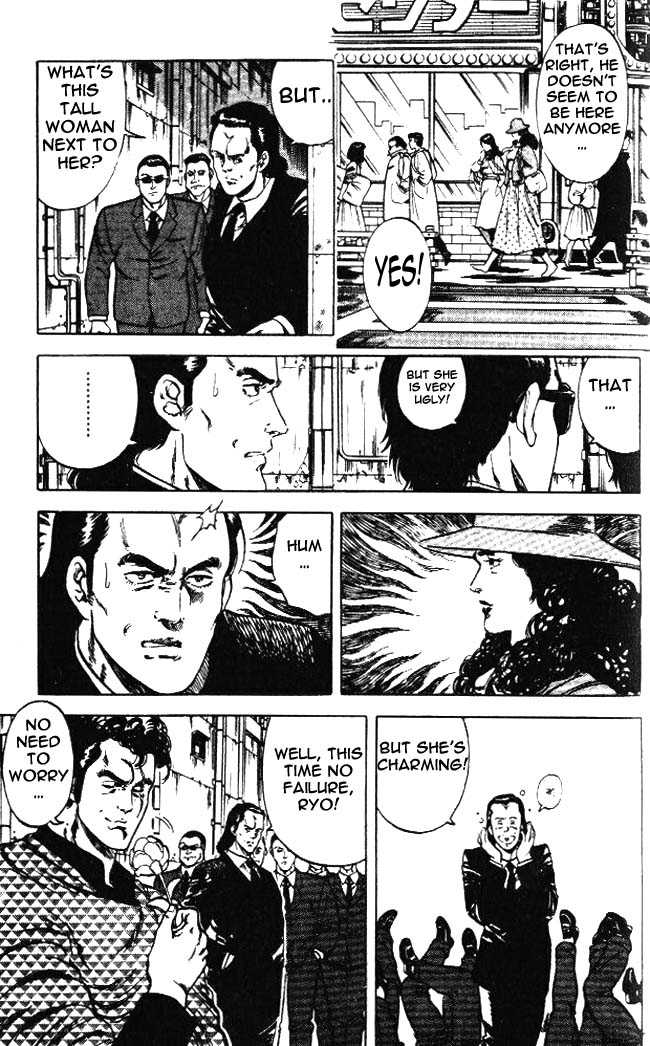 THAT'S
RIGHT, HE
DOESN'T
SEEM TO
BE HERE
ANYMORE
...
YES!
BUT..
WHAT'S
THIS
TALL
WOMAN
NEXT TO
HER?
THAT
...
BUT SHE
IS VERY
UGLY!
.........
HUM
...
BUT SHE'S
CHARMING!
WELL, THIS
TIME NO
FAILURE,
RYO!
NO
NEED
TO
WORRY
...